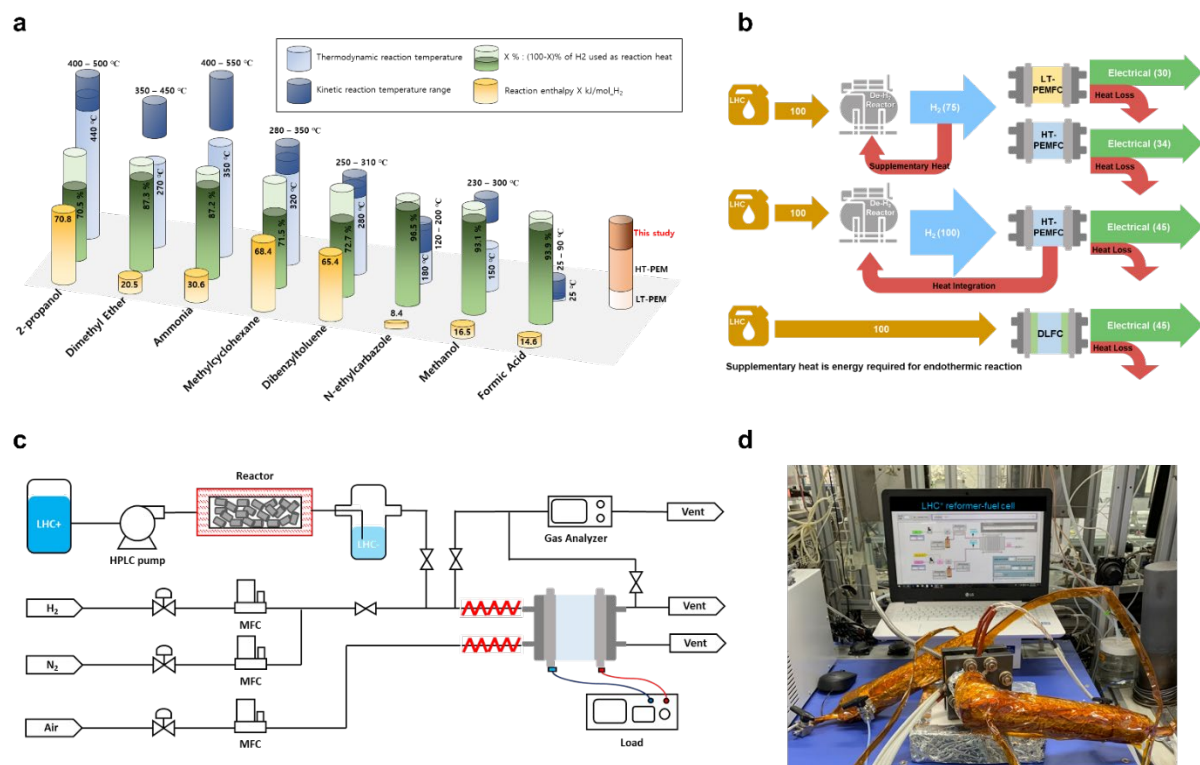 a
Thermodynamic reaction temperature
X % : (100-X)% of H2 used as reaction heat
Kinetic reaction temperature range
Reaction enthalpy X kJ/mol_H₂
400 – 500 ℃
440 ℃
70.5 %
70.8
2-propanol
350 – 450 ℃
270 ℃
87.3 %
20.5
Dimethyl Ether
400 – 550 ℃
350 ℃
87.2 %
30.6
Ammonia
280 – 350 ℃
320 ℃
71.5 %
68.4
Methylcyclohexane
250 – 310 ℃
280 ℃
72.7 %
65.4
Dibenzyltoluene
120 – 200 ℃
180 ℃
96.5 %
8.4
N-ethylcarbazole
230 – 300 ℃
150 ℃
93.1 %
16.5
Methanol
25 – 90 ℃
25 ℃
93.9 %
14.6
Formic Acid
This study
HT-PEM
LT-PEM
b
LHC
100
De-H₂
Reactor
H₂ (75)
Supplementary Heat
LT-
PEMFC
Electrical (30)
Heat Loss
HT-
PEMFC
Electrical (34)
Heat Loss
LHC
100
De-H₂
Reactor
H₂ (100)
Heat Integration
HT-
PEMFC
Electrical (45)
Heat Loss
LHC
100
DLFC
Electrical (45)
Heat Loss
Supplementary heat is energy required for endothermic reaction
c
LHC+
HPLC pump
Reactor
LHC-
Gas Analyzer
Vent
H₂
MFC
Vent
N₂
MFC
Vent
Air
MFC
Load
d
LHC⁺ reformer-fuel cell
LG